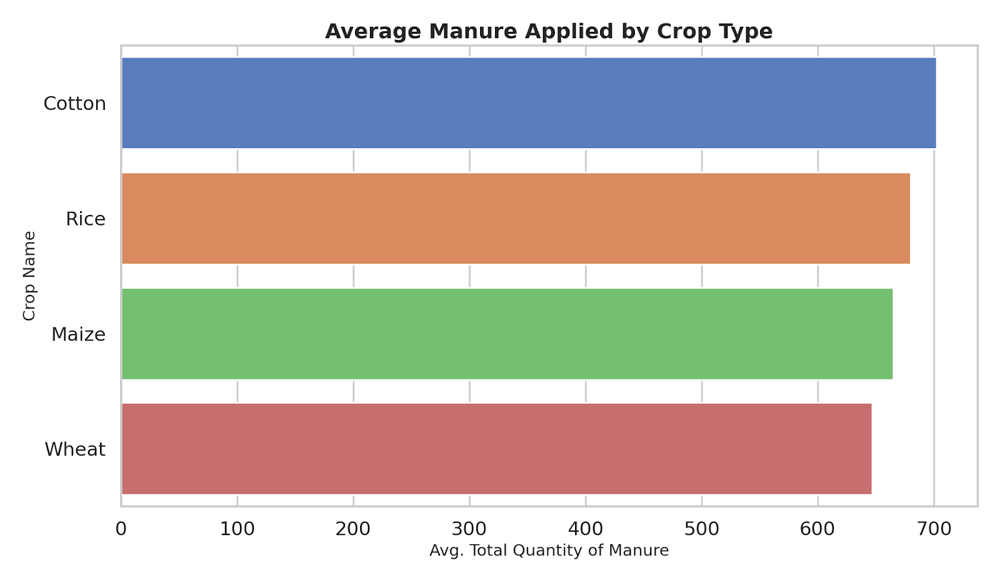 Average Manure Applied by Crop Type
Crop Name
Cotton
Rice
Maize
Wheat
0 100 200 300 400 500 600 700
Avg. Total Quantity of Manure